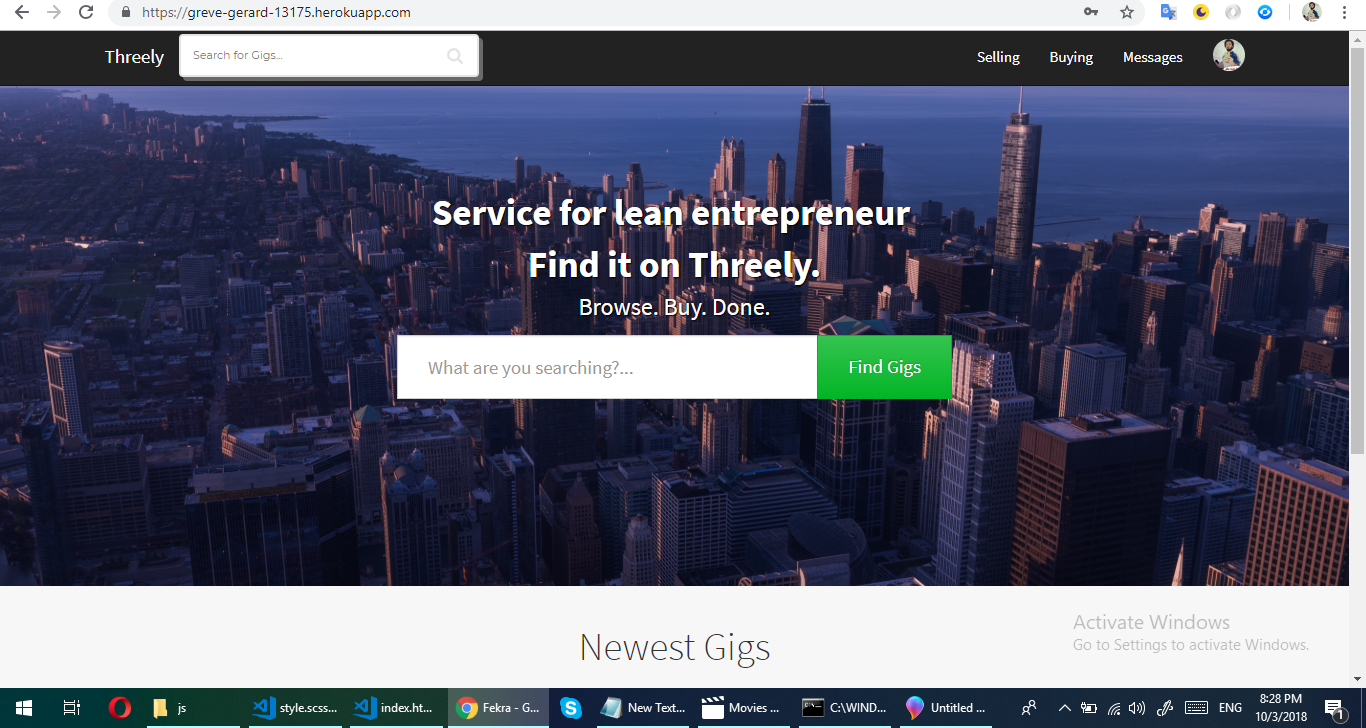 https://greve-gerard-13175.herokuapp.com
Threely
Search for Gigs...
Selling
Buying
Messages
Service for lean entrepreneur
Find it on Threely.
Browse. Buy. Done.
What are you searching?...
Find Gigs
Newest Gigs
Activate Windows
Go to Settings to activate Windows.
js
style.scss...
index.ht...
Fekra - G...
New Text...
Movies ...
C:\WIND...
Untitled ...
ENG
8:28 PM
10/3/2018
1